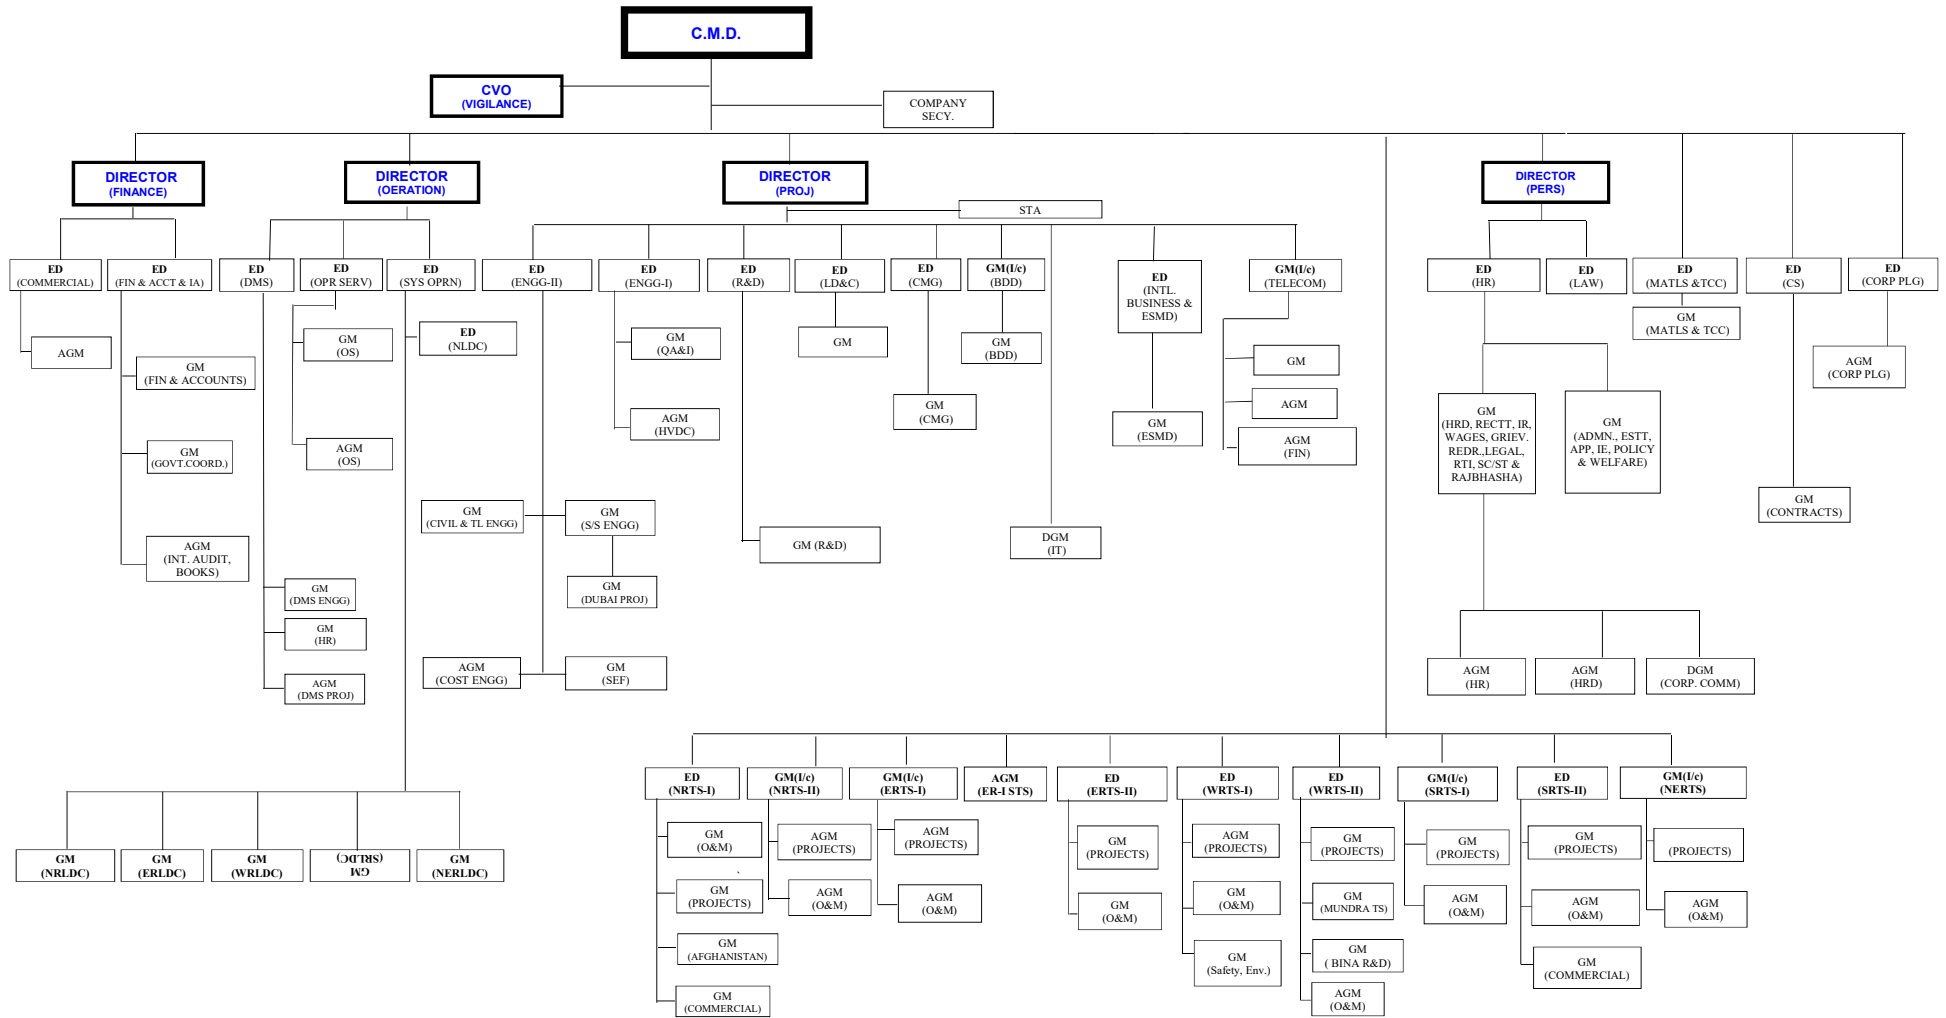 C.M.D.
CVO
(VIGILANCE)
COMPANY
SECY.
DIRECTOR
(FINANCE)
DIRECTOR
(OERATION)
DIRECTOR
(PROJ)
DIRECTOR
(PERS)
STA
ED
(COMMERCIAL)
ED
(FIN & ACCT & IA)
ED
(DMS)
ED
(OPR SERV)
ED
(SYS OPRN)
ED
(ENGG-II)
ED
(ENGG-I)
ED
(R&D)
ED
(LD&C)
ED
(CMG)
GM(I/c)
(BDD)
ED
(INTL.
BUSINESS &
ESMD)
GM(I/c)
(TELECOM)
ED
(HR)
ED
(LAW)
ED
(MATLS &TCC)
ED
(CS)
ED
(CORP PLG)
AGM
GM
(FIN & ACCOUNTS)
GM
(GOVT.COORD.)
AGM
(INT. AUDIT,
BOOKS)
GM
(OS)
AGM
(OS)
ED
(NLDC)
GM
(QA&I)
AGM
(HVDC)
GM
GM
(CMG)
GM
(BDD)
GM
(ESMD)
GM
AGM
AGM
(FIN)
GM
(MATLS & TCC)
AGM
(CORP PLG)
GM
(HRD, RECTT, IR,
WAGES, GRIEV.
REDR.,LEGAL,
RTI, SC/ST &
RAJBHASHA)
GM
(ADMN., ESTT,
APP, IE, POLICY
& WELFARE)
GM
(CONTRACTS)
GM
(CIVIL & TL ENGG)
GM
(S/S ENGG)
GM
(DUBAI PROJ)
GM (R&D)
DGM
(IT)
GM
(DMS ENGG)
GM
(HR)
AGM
(DMS PROJ)
AGM
(COST ENGG)
GM
(SEF)
AGM
(HR)
AGM
(HRD)
DGM
(CORP. COMM)
ED
(NRTS-I)
GM(I/c)
(NRTS-II)
GM(I/c)
(ERTS-I)
AGM
(ER-I STS)
ED
(ERTS-II)
ED
(WRTS-I)
ED
(WRTS-II)
GM(I/c)
(SRTS-I)
ED
(SRTS-II)
GM(I/c)
(NERTS)
GM
(NRLDC)
GM
(ERLDC)
GM
(WRLDC)
GM
(SRLDC)
GM
(NERLDC)
GM
(O&M)
GM
(PROJECTS)
GM
(AFGHANISTAN)
GM
(COMMERCIAL)
AGM
(PROJECTS)
AGM
(O&M)
AGM
(PROJECTS)
AGM
(O&M)
GM
(PROJECTS)
GM
(O&M)
AGM
(PROJECTS)
GM
(O&M)
GM
(Safety, Env.)
GM
(PROJECTS)
GM
(MUNDRA TS)
GM
( BINA R&D)
AGM
(O&M)
GM
(PROJECTS)
AGM
(O&M)
GM
(PROJECTS)
AGM
(O&M)
GM
(COMMERCIAL)
(PROJECTS)
AGM
(O&M)